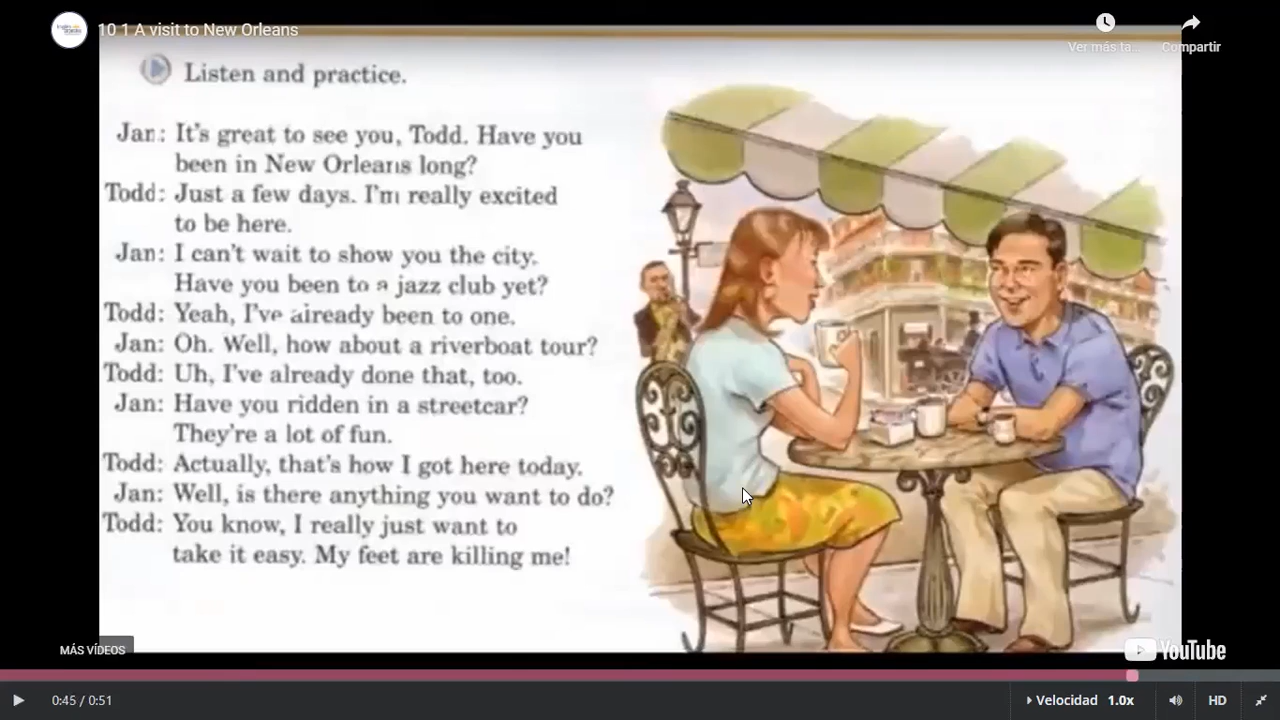 10 1 A visit to New Orleans
Ver más ta...
Compartir
Listen and practice.
Jan: It's great to see you, Todd. Have you
been in New Orleans long?
Todd: Just a few days. I'm really excited
to be here.
Jan: I can't wait to show you the city.
Have you been to a jazz club yet?
Todd: Yeah, I've already been to one.
Jan: Oh. Well, how about a riverboat tour?
Todd: Uh, I've already done that, too.
Jan: Have you ridden in a streetcar?
They're a lot of fun.
Todd: Actually, that's how I got here today.
Jan: Well, is there anything you want to do?
Todd: You know, I really just want to
take it easy. My feet are killing me!
MÁS VÍDEOS
YouTube
0:45 / 0:51
Velocidad 1.0x
HD